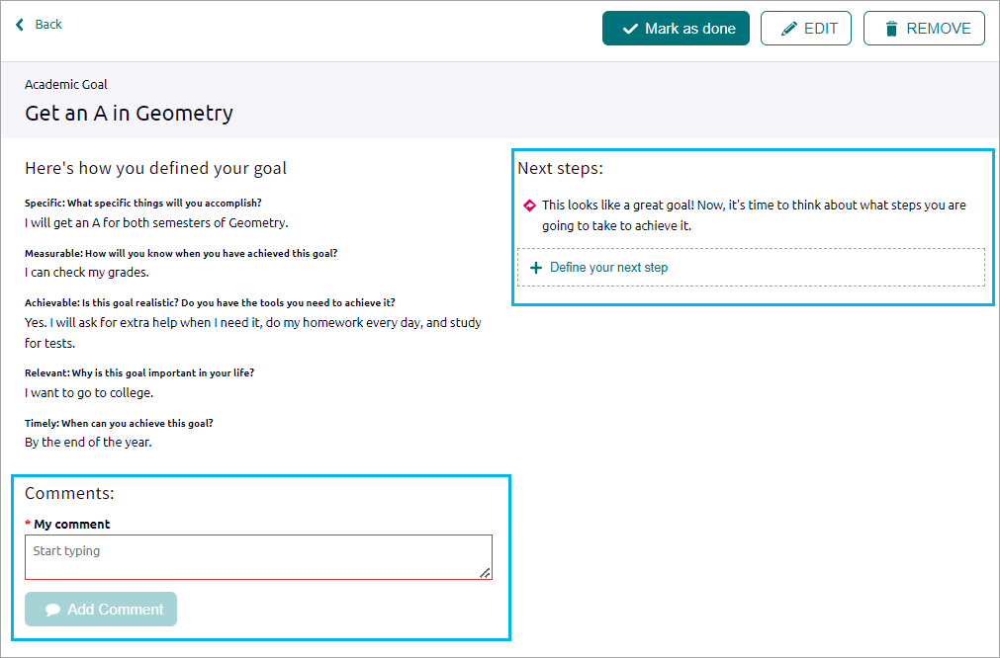 Back
Mark as done
EDIT
REMOVE
Academic Goal
Get an A in Geometry
Here's how you defined your goal
Specific: What specific things will you accomplish?
I will get an A for both semesters of Geometry.
Measurable: How will you know when you have achieved this goal?
I can check my grades.
Achievable: Is this goal realistic? Do you have the tools you need to achieve it?
Yes. I will ask for extra help when I need it, do my homework every day, and study
for tests.
Relevant: Why is this goal important in your life?
I want to go to college.
Timely: When can you achieve this goal?
By the end of the year.
Comments:
* My comment
Start typing
Add Comment
Next steps:
This looks like a great goal! Now, it's time to think about what steps you are
going to take to achieve it.
+ Define your next step